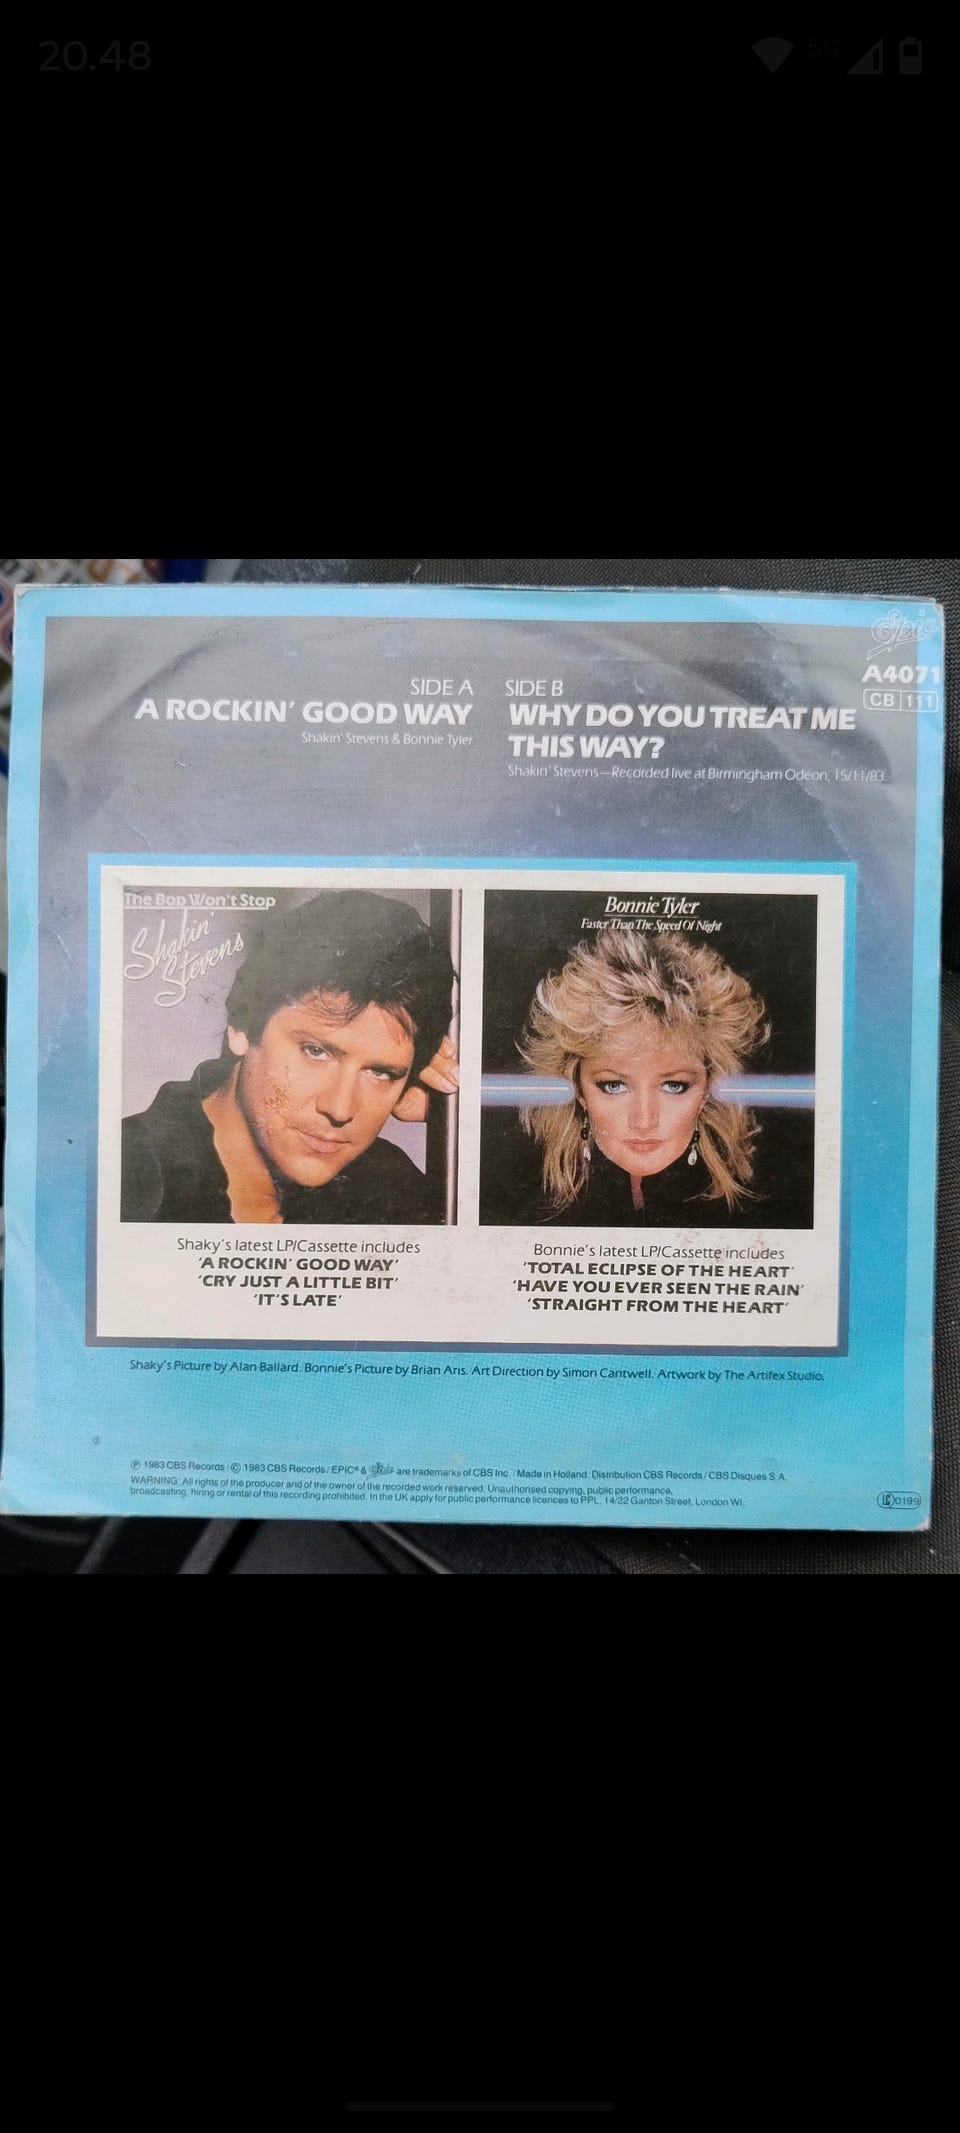 20.48
5G
Epic
A4071
CB 111
SIDE A
A ROCKIN' GOOD WAY
Shakin' Stevens & Bonnie Tyler
SIDE B
WHY DO YOU TREAT ME
THIS WAY?
Shakin' Stevens – Recorded live at Birmingham Odeon, 15/11/83.
The Bop Won't Stop
Shakin'
Stevens
Bonnie Tyler
Faster Than The Speed Of Night
Shaky's latest LP/Cassette includes
'A ROCKIN' GOOD WAY'
'CRY JUST A LITTLE BIT'
'IT'S LATE'
Bonnie's latest LP/Cassette includes
'TOTAL ECLIPSE OF THE HEART'
'HAVE YOU EVER SEEN THE RAIN'
'STRAIGHT FROM THE HEART'
Shaky's Picture by Alan Ballard. Bonnie's Picture by Brian Aris. Art Direction by Simon Cantwell. Artwork by The Artifex Studio.
℗ 1983 CBS Records / © 1983 CBS Records / EPIC® & Epic are trademarks of CBS Inc. / Made in Holland. Distribution CBS Records / CBS Disques S.A.
WARNING: All rights of the producer and of the owner of the recorded work reserved. Unauthorised copying, public performance,
broadcasting, hiring or rental of this recording prohibited. In the UK apply for public performance licences to PPL, 14/22 Ganton Street, London WI.
LC 0199